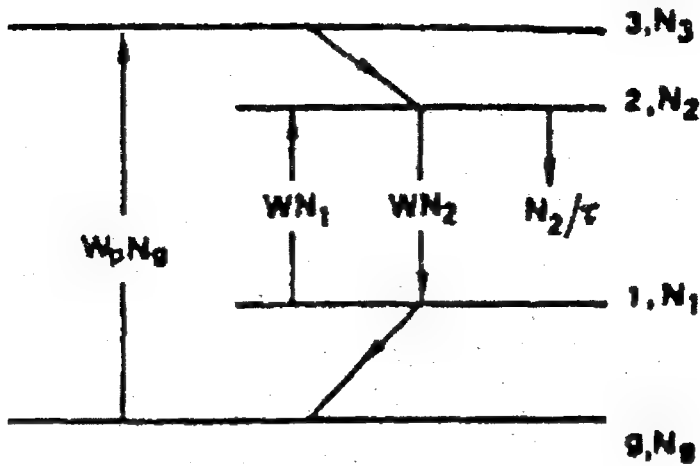 3,N₃
2,N₂
WN₁ WN₂ N₂/τ
WₚNg
1,N₁
g,Ng